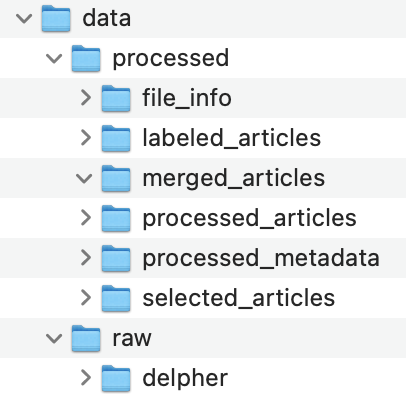 data
processed
file_info
labeled_articles
merged_articles
processed_articles
processed_metadata
selected_articles
raw
delpher